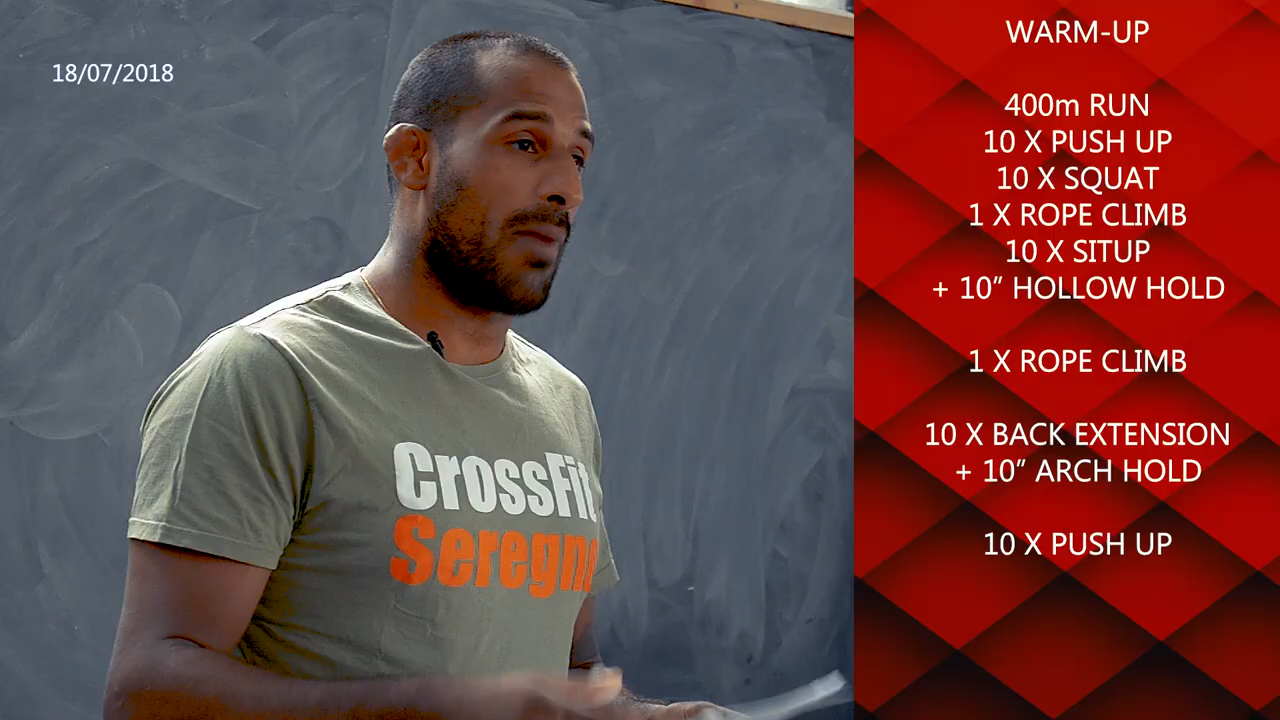 18/07/2018
CrossFit
Seregno
WARM-UP
400m RUN
10 X PUSH UP
10 X SQUAT
1 X ROPE CLIMB
10 X SITUP
+ 10” HOLLOW HOLD
1 X ROPE CLIMB
10 X BACK EXTENSION
+ 10” ARCH HOLD
10 X PUSH UP